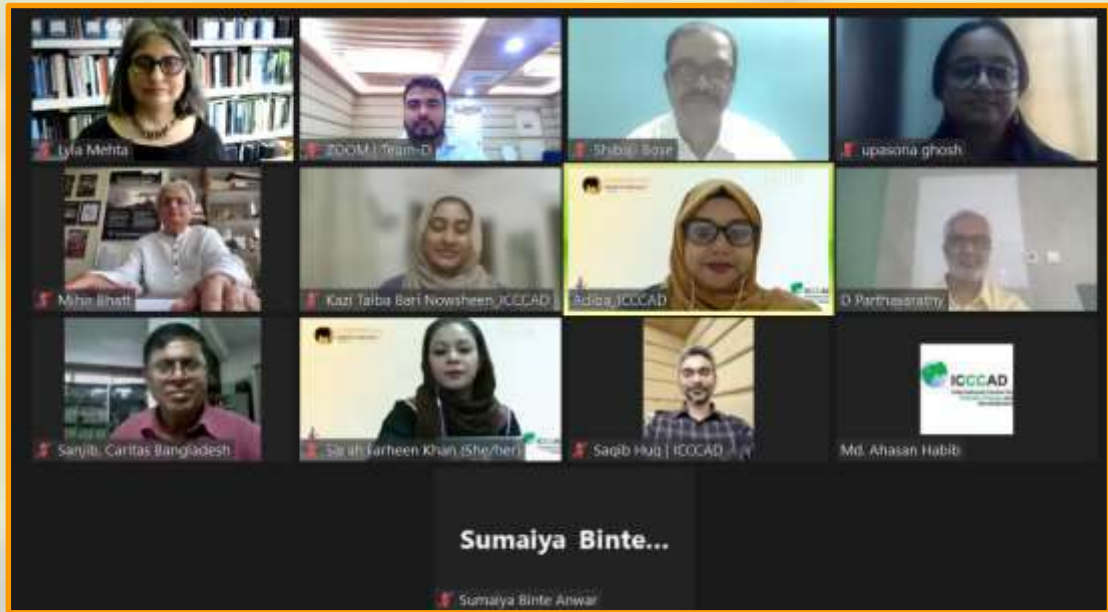 Lyla Mehta
ZOOM | Team-D
Shibaji Bose
upasona ghosh
Mihir Bhatt
Kazi Taiba Bari Nowsheen_ICCCAD
Adiba_ICCCAD
D Parthasarathy
Sanjib, Caritas Bangladesh
Sarah Farheen Khan (She/her)
Saqib Huq | ICCCAD
ICCCAD
Md. Ahasan Habib
Sumaiya Binte...
Sumaiya Binte Anwar